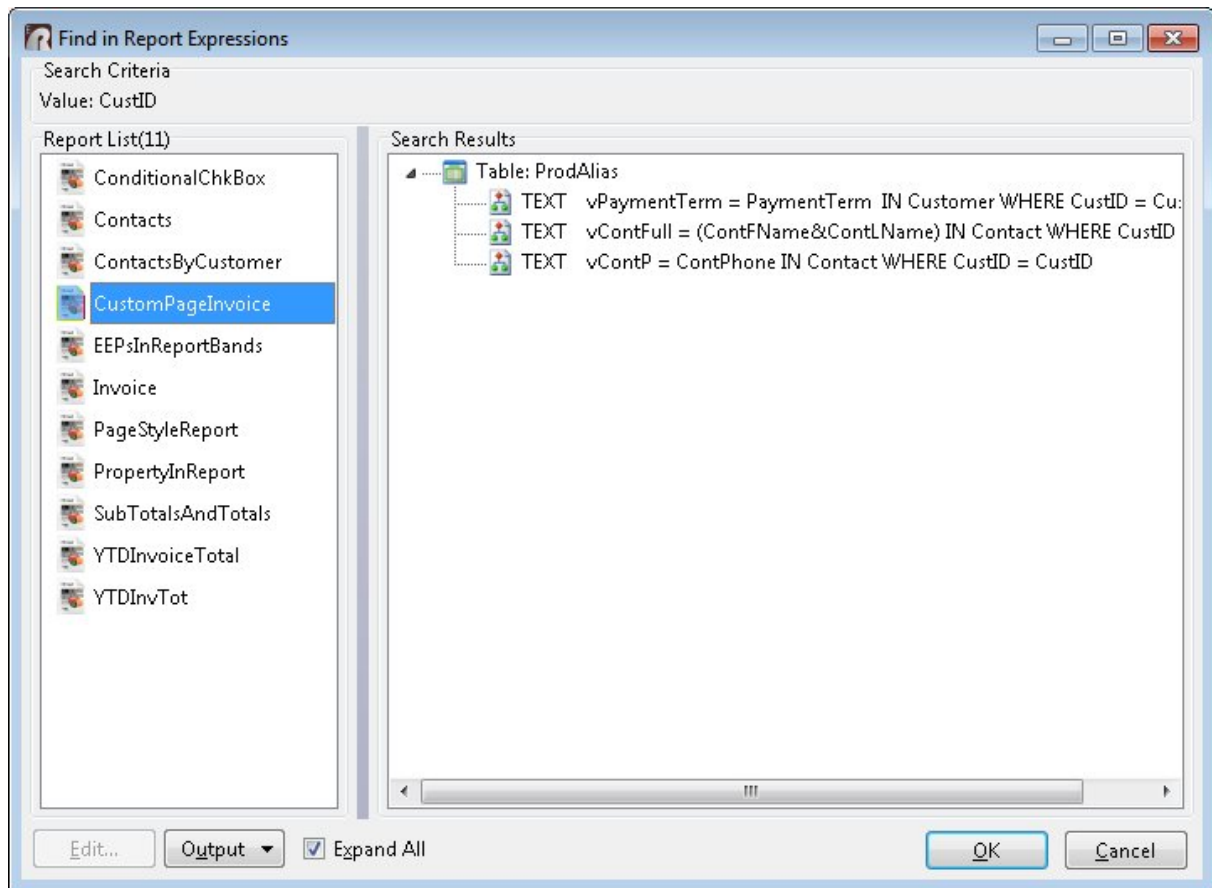 Find in Report Expressions
Search Criteria
Value: CustID
Report List(11)
ConditionalChkBox
Contacts
ContactsByCustomer
CustomPageInvoice
EEPsInReportBands
Invoice
PageStyleReport
PropertyInReport
SubTotalsAndTotals
YTDInvoiceTotal
YTDInvTot
Search Results
Table: ProdAlias
TEXT vPaymentTerm = PaymentTerm IN Customer WHERE CustID = Cu
TEXT vContFull = (ContFName&ContLName) IN Contact WHERE CustID
TEXT vContP = ContPhone IN Contact WHERE CustID = CustID
Edit... Output Expand All OK Cancel